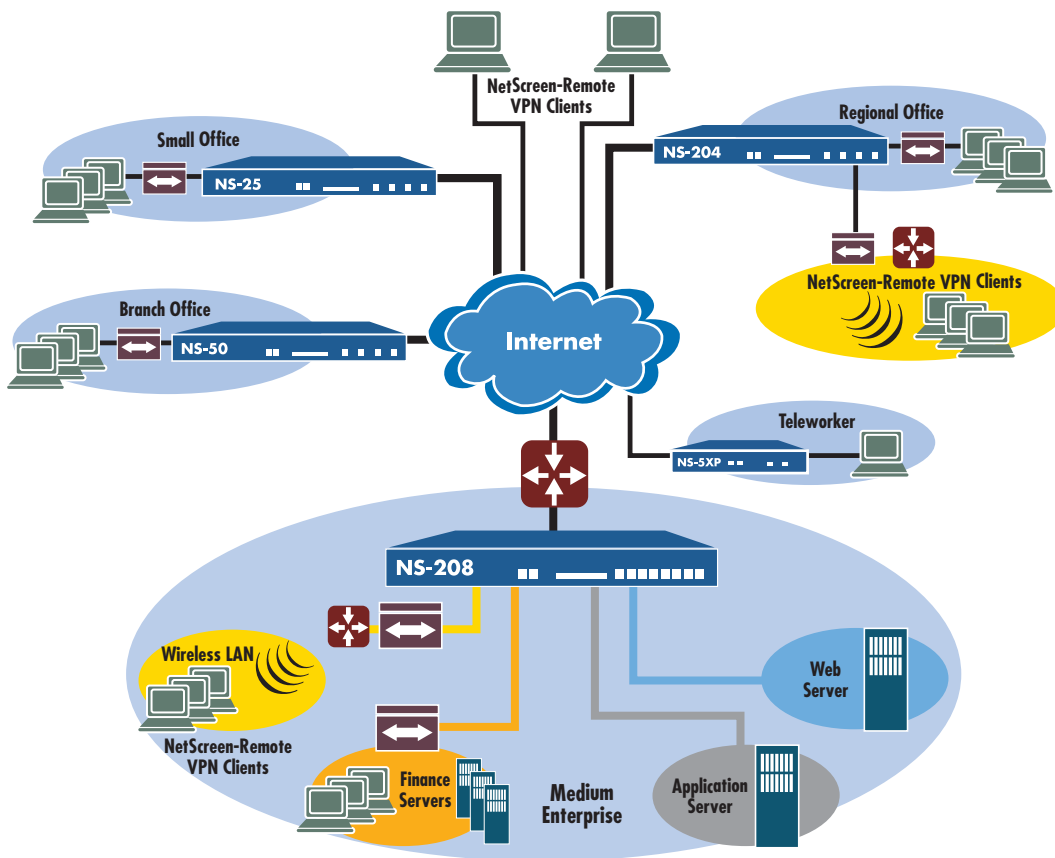 NetScreen-Remote
VPN Clients
Small Office
NS-25
Regional Office
NS-204
NetScreen-Remote VPN Clients
Branch Office
NS-50
Internet
Teleworker
NS-5XP
NS-208
Wireless LAN
NetScreen-Remote
VPN Clients
Finance
Servers
Medium
Enterprise
Application
Server
Web
Server